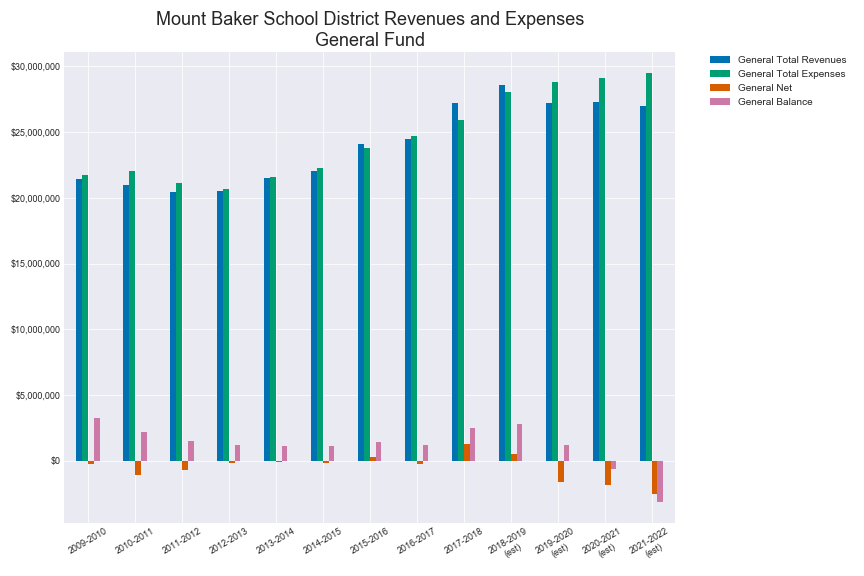 Mount Baker School District Revenues and Expenses
General Fund
General Total Revenues
General Total Expenses
General Net
General Balance
$30,000,000
$25,000,000
$20,000,000
$15,000,000
$10,000,000
$5,000,000
$0
2009-2010
2010-2011
2011-2012
2012-2013
2013-2014
2014-2015
2015-2016
2016-2017
2017-2018
2018-2019
(est)
2019-2020
(est)
2020-2021
(est)
2021-2022
(est)